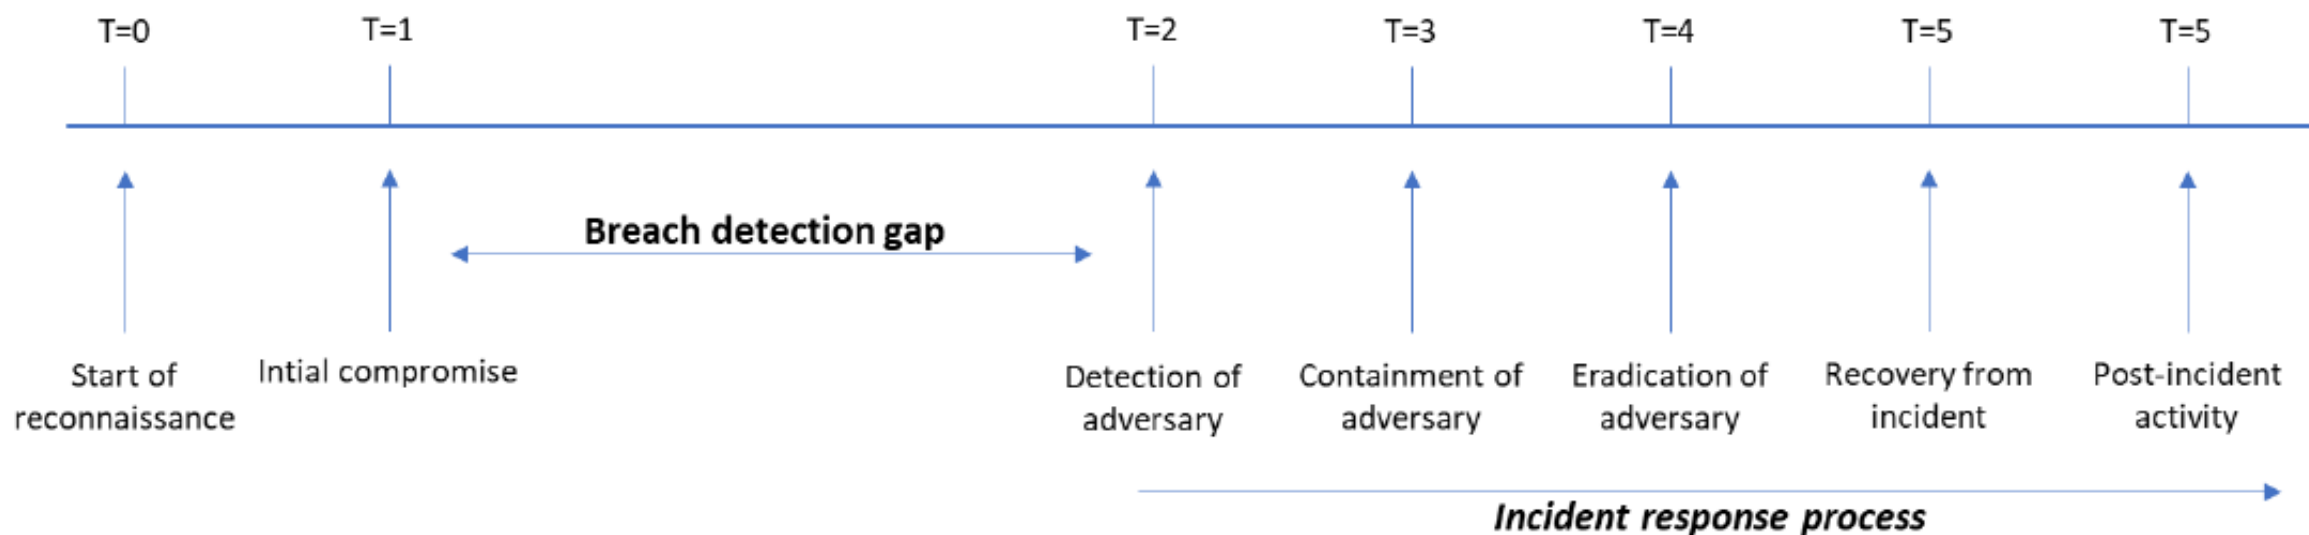 T=0
T=1
T=2
T=3
T=4
T=5
T=5
Breach detection gap
Start of
reconnaissance
Intial compromise
Detection of
adversary
Containment of
adversary
Eradication of
adversary
Recovery from
incident
Post-incident
activity
Incident response process